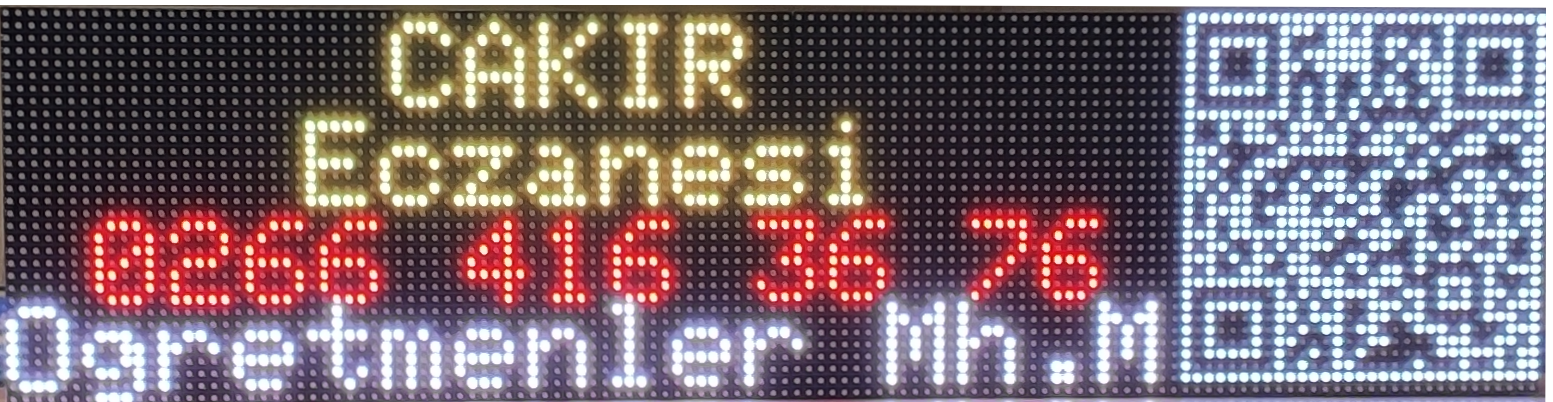 CAKIR
Eczanesi
0266 416 36 76
Ogretmenler Mh.M